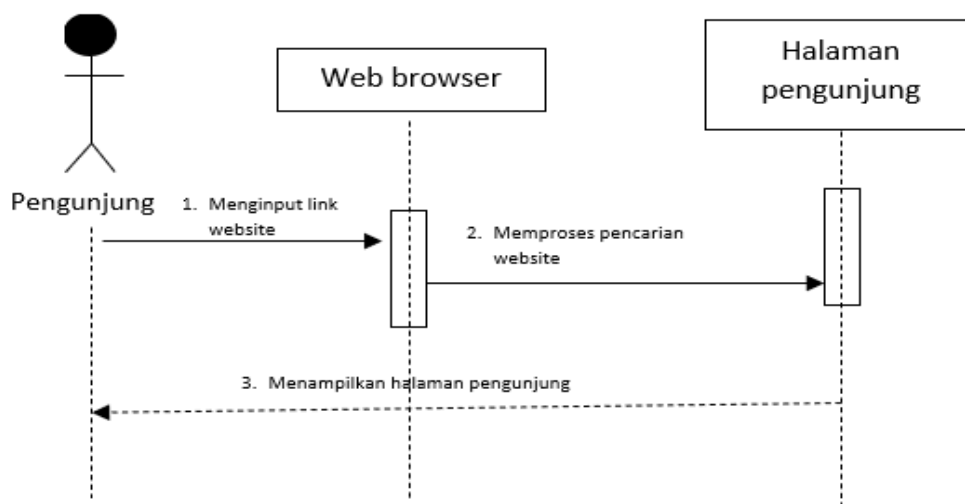 Web browser
Halaman
pengunjung
Pengunjung
1. Menginput link
website
2. Memproses pencarian
website
3. Menampilkan halaman pengunjung